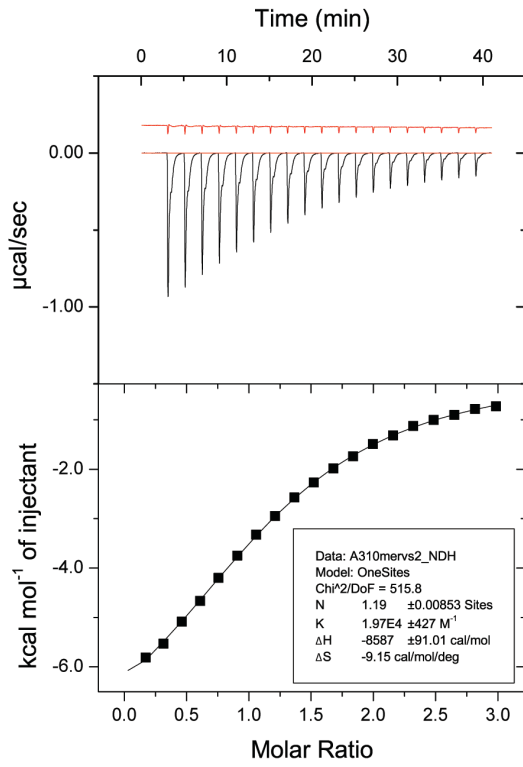 Time (min)
0 10 20 30 40
0.00
-1.00
µcal/sec
-2.0
-4.0
-6.0
kcal mol⁻¹ of injectant
Data: A310mervs2_NDH
Model: OneSites
Chi^2/DoF = 515.8
N 1.19 ±0.00853 Sites
K 1.97E4 ±427 M⁻¹
ΔH -8587 ±91.01 cal/mol
ΔS -9.15 cal/mol/deg
0.0 0.5 1.0 1.5 2.0 2.5 3.0
Molar Ratio